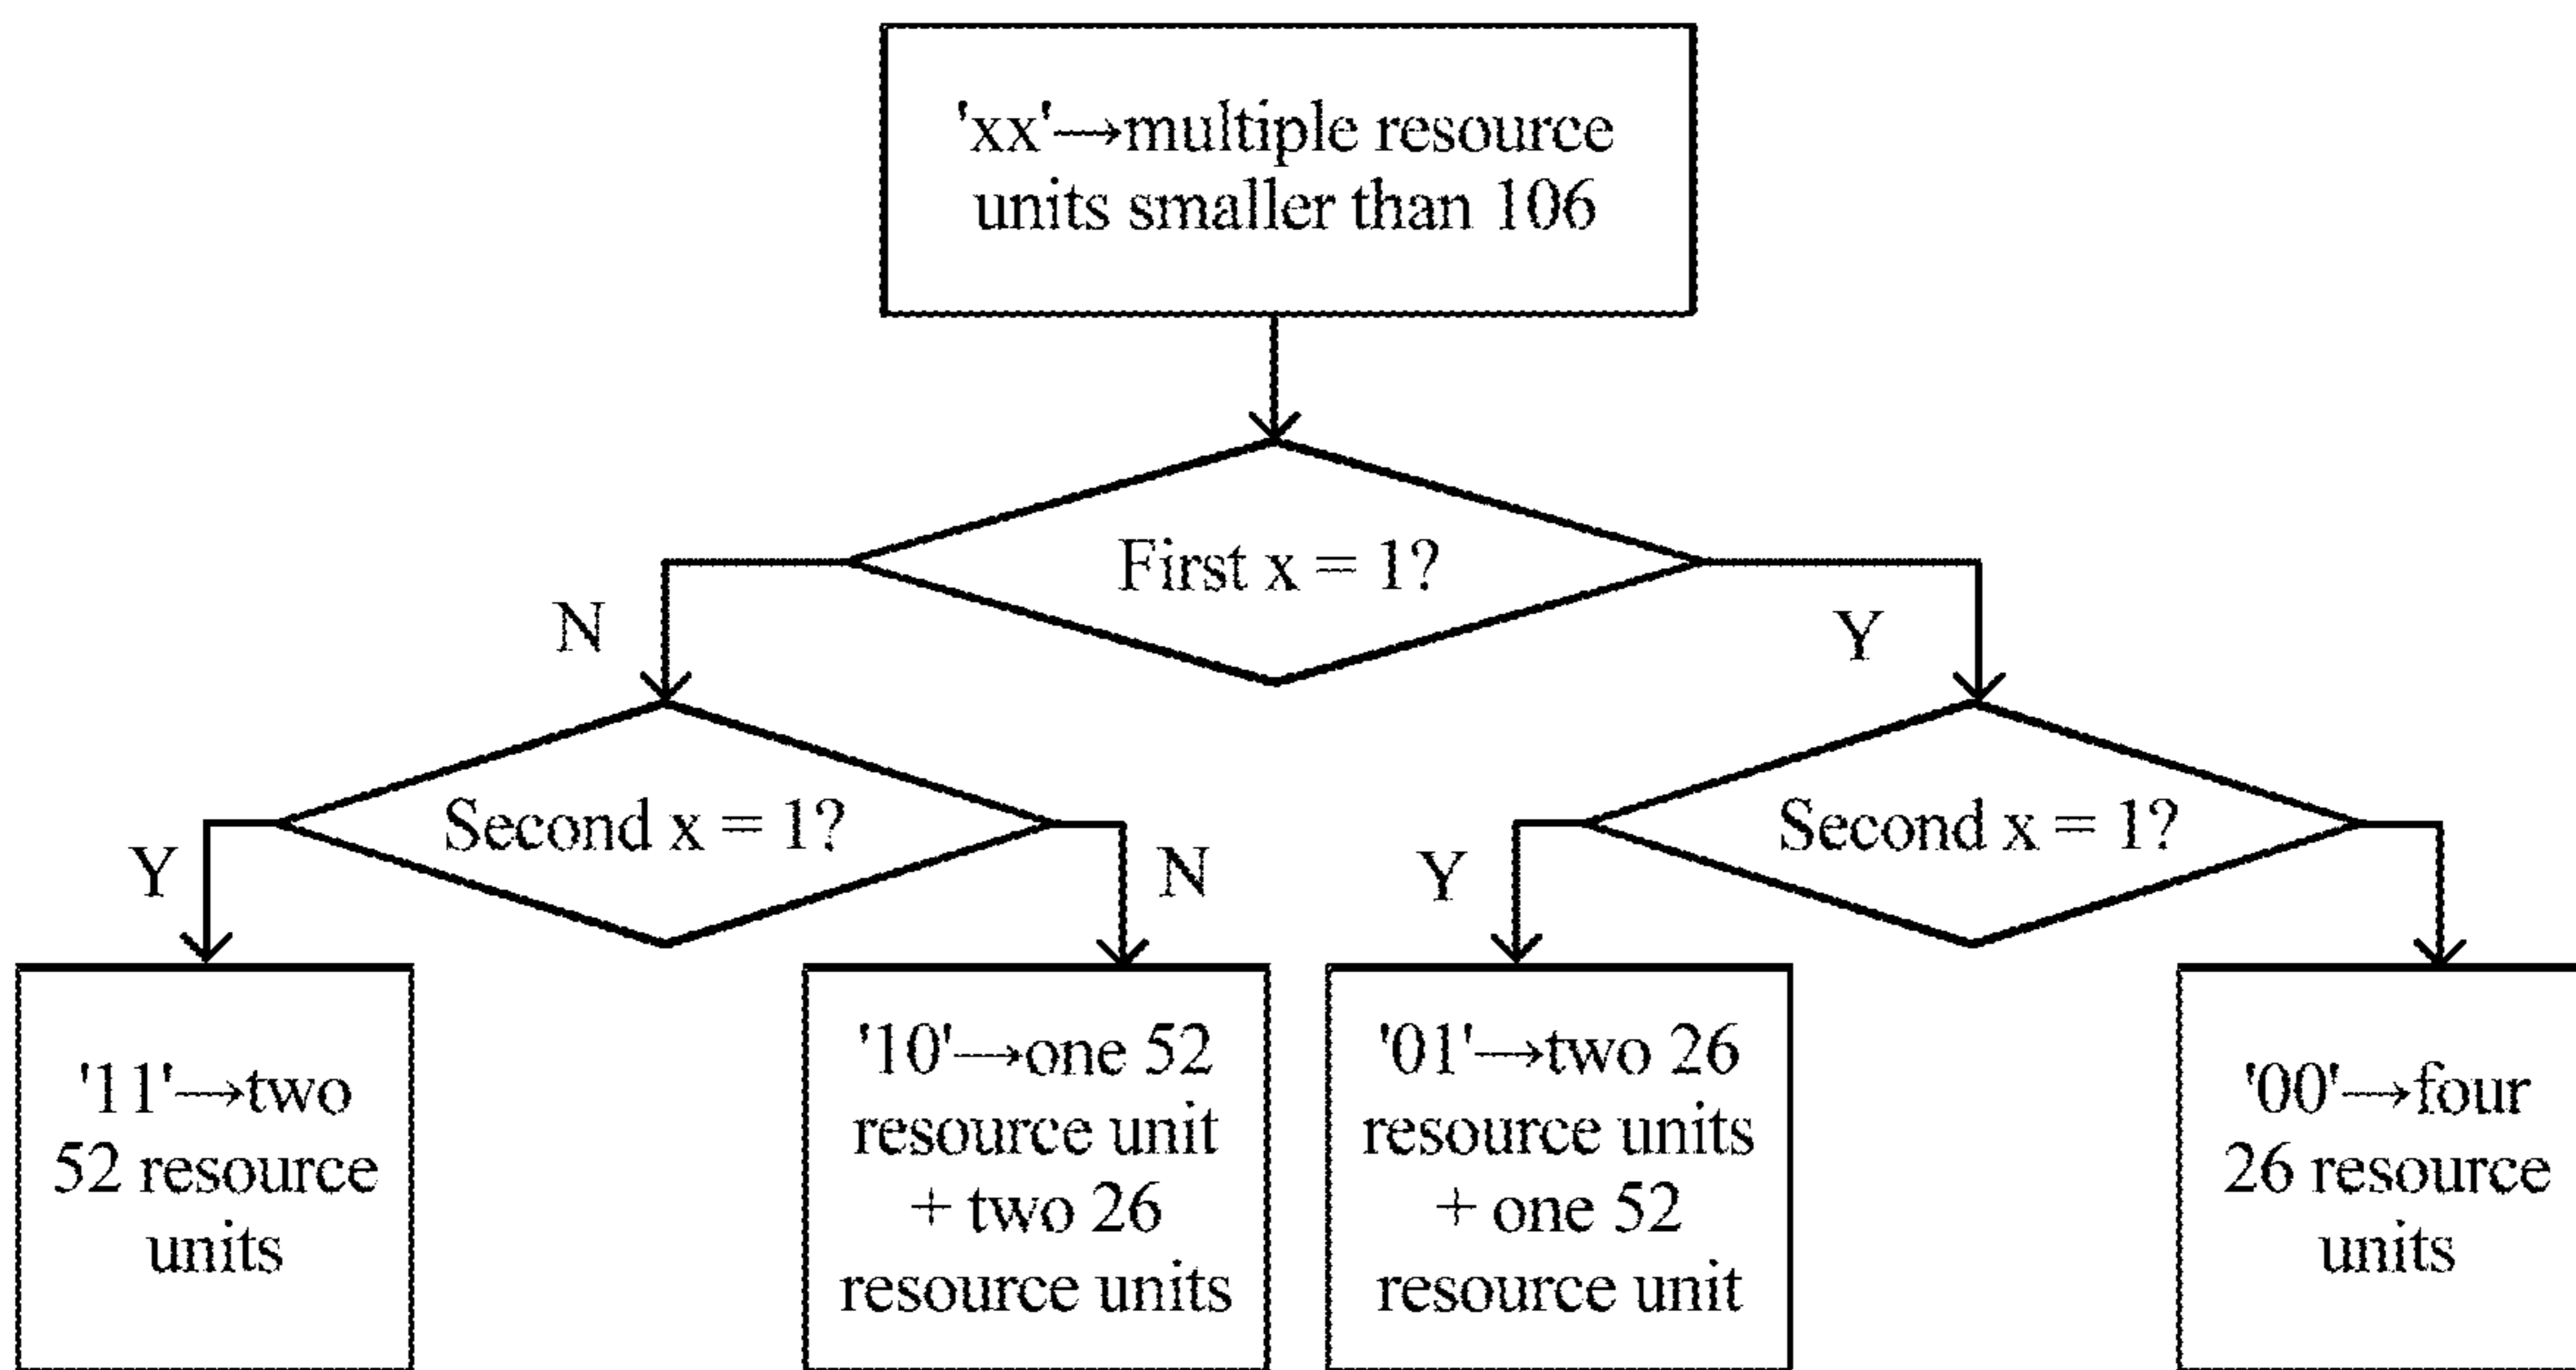 'xx'→multiple resource
units smaller than 106
First x = 1?
N
Y
Second x = 1?
Second x = 1?
Y
N
Y
'11'→two
52 resource
units
'10'→one 52
resource unit
+ two 26
resource units
'01'→two 26
resource units
+ one 52
resource unit
'00'→four
26 resource
units